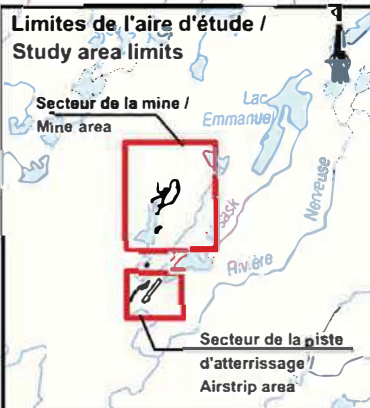 Limites de l'aire d'étude /
Study area limits
Secteur de la mine /
Mine area
Lac
Emmanuel
Nerveuse
Rivière
Secteur de la piste
d'atterrissage /
Airstrip area